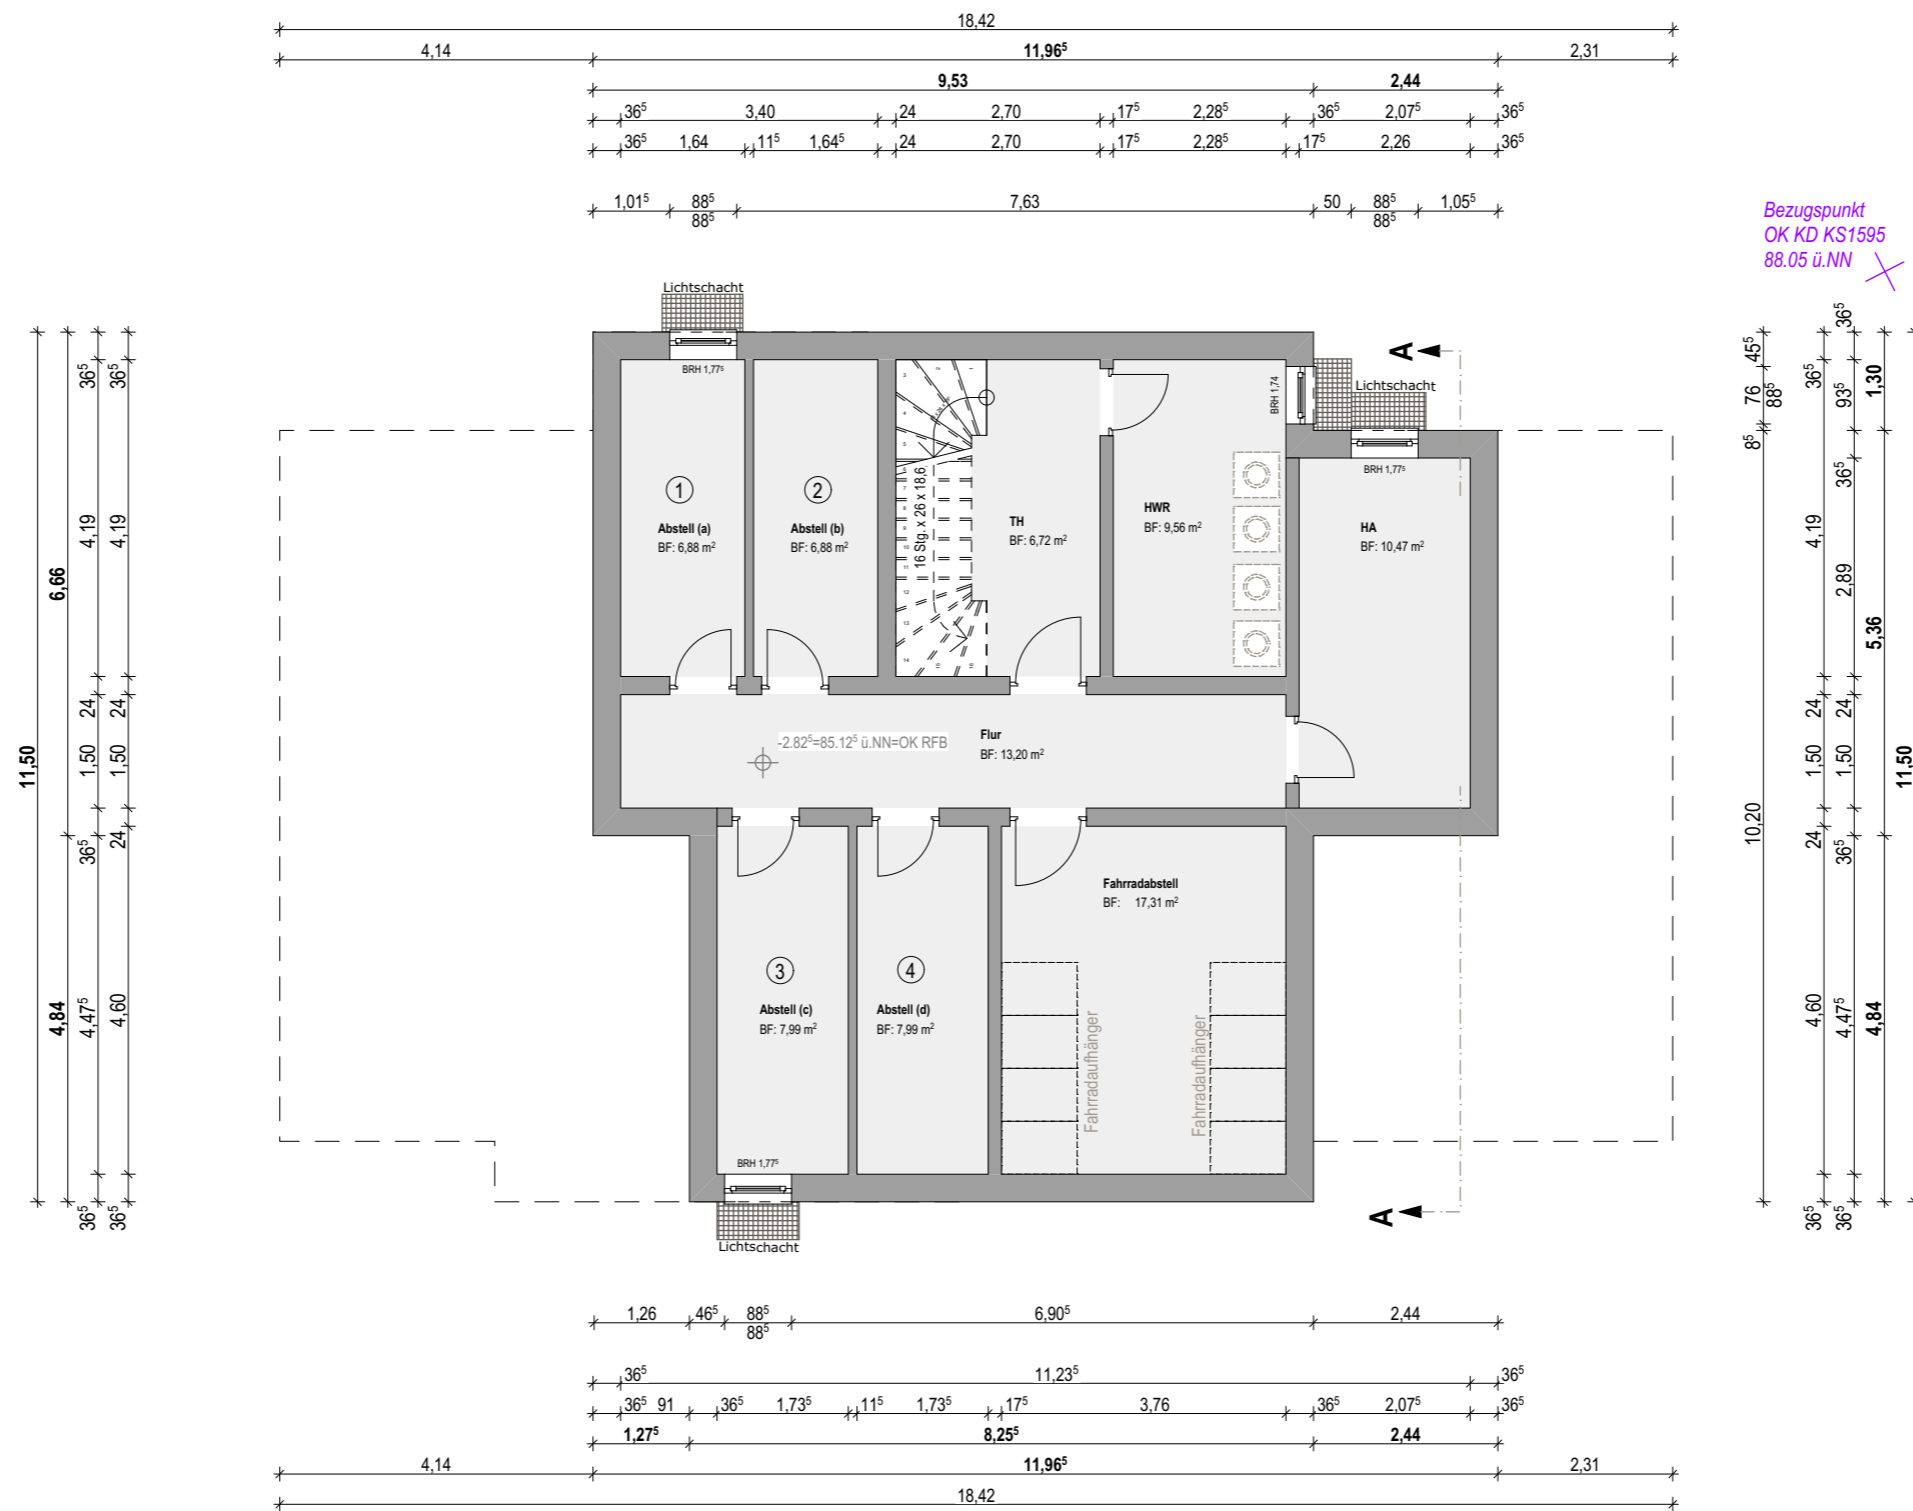 18,42
4,14 11,96⁵ 2,31
9,53 2,44
36⁵ 3,40 24 2,70 17⁵ 2,28⁵ 36⁵ 2,07⁵ 36⁵
36⁵ 1,64 11⁵ 1,64⁵ 24 2,70 17⁵ 2,28⁵ 17⁵ 2,26 36⁵
1,01⁵ 88⁵ 7,63 50 88⁵ 1,05⁵
88⁵ 88⁵
Bezugspunkt
OK KD KS1595
88.05 ü.NN
Lichtschacht
BRH 1,77⁵
A
Lichtschacht
BRH 1,74
BRH 1,77⁵
1
Abstell (a)
BF: 6,88 m²
2
Abstell (b)
BF: 6,88 m²
16 Stg. x 26 x 18,6
TH
BF: 6,72 m²
HWR
BF: 9,56 m²
HA
BF: 10,47 m²
-2.82⁵=85.12⁵ ü.NN=OK RFB
Flur
BF: 13,20 m²
3
Abstell (c)
BF: 7,99 m²
4
Abstell (d)
BF: 7,99 m²
Fahrradabstell
BF: 17,31 m²
Fahrradaufhänger
Fahrradaufhänger
BRH 1,77⁵
Lichtschacht
A
11,50
6,66
4,84
36⁵
4,19
24
1,50
36⁵
4,47⁵
36⁵
36⁵
4,19
24
1,50
24
4,60
36⁵
45⁵
76
88⁵
8⁵
10,20
36⁵
4,19
24
1,50
24
4,60
36⁵
36⁵
93⁵
36⁵
2,89
24
1,50
36⁵
4,47⁵
36⁵
1,30
5,36
4,84
11,50
1,26 46⁵ 88⁵ 6,90⁵ 2,44
88⁵
36⁵ 11,23⁵ 36⁵
36⁵ 91 36⁵ 1,73⁵ 11⁵ 1,73⁵ 17⁵ 3,76 36⁵ 2,07⁵ 36⁵
1,27⁵ 8,25⁵ 2,44
4,14 11,96⁵ 2,31
18,42